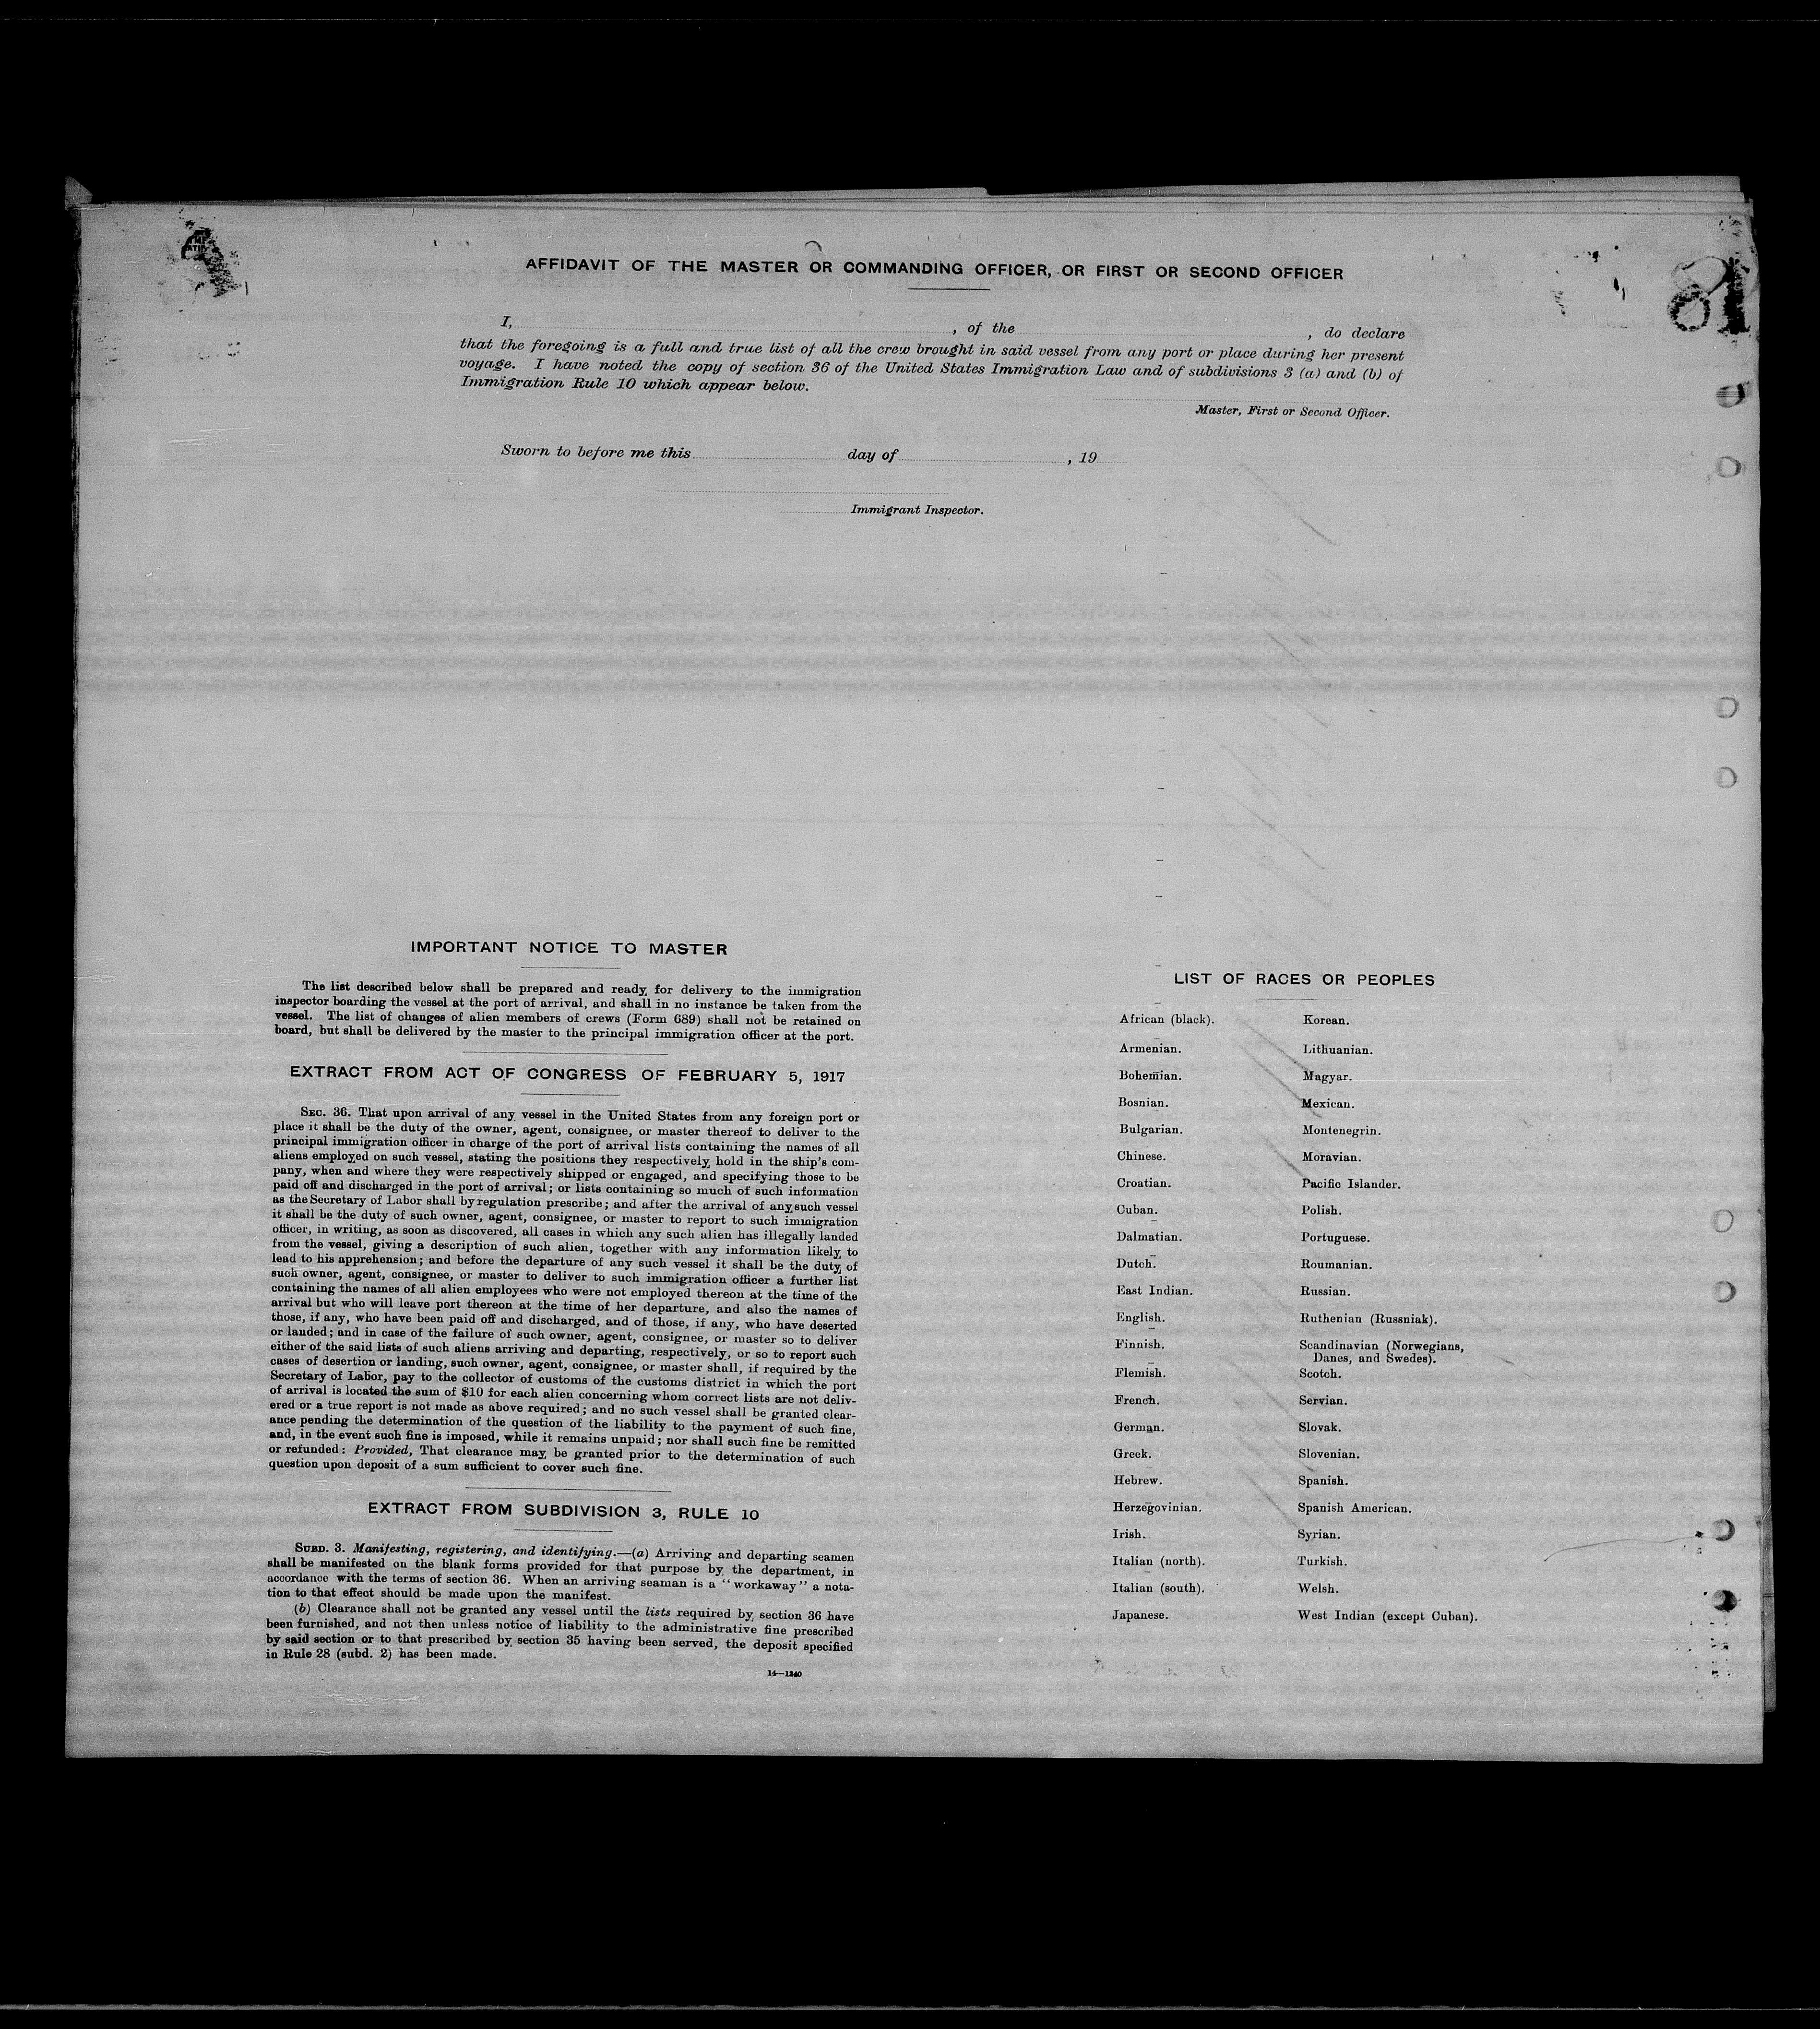 AFFIDAVIT OF THE MASTER OR COMMANDING OFFICER, OR FIRST OR SECOND OFFICER
I, , of the , do declare
that the foregoing is a full and true list of all the crew brought in said vessel from any port or place during her present
voyage. I have noted the copy of section 36 of the United States Immigration Law and of subdivisions 3 (a) and (b) of
Immigration Rule 10 which appear below.
Master, First or Second Officer.
Sworn to before me this day of , 19
Immigrant Inspector.
IMPORTANT NOTICE TO MASTER
The list described below shall be prepared and ready for delivery to the immigration
inspector boarding the vessel at the port of arrival, and shall in no instance be taken from the
vessel. The list of changes of alien members of crews (Form 689) shall not be retained on
board, but shall be delivered by the master to the principal immigration officer at the port.
EXTRACT FROM ACT OF CONGRESS OF FEBRUARY 5, 1917
SEC. 36. That upon arrival of any vessel in the United States from any foreign port or
place it shall be the duty of the owner, agent, consignee, or master thereof to deliver to the
principal immigration officer in charge of the port of arrival lists containing the names of all
aliens employed on such vessel, stating the positions they respectively hold in the ship's com-
pany, when and where they were respectively shipped or engaged, and specifying those to be
paid off and discharged in the port of arrival; or lists containing so much of such information
as the Secretary of Labor shall by regulation prescribe; and after the arrival of any such vessel
it shall be the duty of such owner, agent, consignee, or master to report to such immigration
officer, in writing, as soon as discovered, all cases in which any such alien has illegally landed
from the vessel, giving a description of such alien, together with any information likely to
lead to his apprehension; and before the departure of any such vessel it shall be the duty of
such owner, agent, consignee, or master to deliver to such immigration officer a further list
containing the names of all alien employees who were not employed thereon at the time of the
arrival but who will leave port thereon at the time of her departure, and also the names of
those, if any, who have been paid off and discharged, and of those, if any, who have deserted
or landed; and in case of the failure of such owner, agent, consignee, or master so to deliver
either of the said lists of such aliens arriving and departing, respectively, or so to report such
cases of desertion or landing, such owner, agent, consignee, or master shall, if required by the
Secretary of Labor, pay to the collector of customs of the customs district in which the port
of arrival is located the sum of $10 for each alien concerning whom correct lists are not deliv-
ered or a true report is not made as above required; and no such vessel shall be granted clear-
ance pending the determination of the question of the liability to the payment of such fine,
and, in the event such fine is imposed, while it remains unpaid; nor shall such fine be remitted
or refunded: Provided, That clearance may be granted prior to the determination of such
question upon deposit of a sum sufficient to cover such fine.
EXTRACT FROM SUBDIVISION 3, RULE 10
SUBD. 3. Manifesting, registering, and identifying.—(a) Arriving and departing seamen
shall be manifested on the blank forms provided for that purpose by the department, in
accordance with the terms of section 36. When an arriving seaman is a "workaway" a nota-
tion to that effect should be made upon the manifest.
(b) Clearance shall not be granted any vessel until the lists required by section 36 have
been furnished, and not then unless notice of liability to the administrative fine prescribed
by said section or to that prescribed by section 35 having been served, the deposit specified
in Rule 28 (subd. 2) has been made.
14—1240
LIST OF RACES OR PEOPLES
African (black).
Armenian.
Bohemian.
Bosnian.
Bulgarian.
Chinese.
Croatian.
Cuban.
Dalmatian.
Dutch.
East Indian.
English.
Finnish.
Flemish.
French.
German.
Greek.
Hebrew.
Herzegovinian.
Irish.
Italian (north).
Italian (south).
Japanese.
Korean.
Lithuanian.
Magyar.
Mexican.
Montenegrin.
Moravian.
Pacific Islander.
Polish.
Portuguese.
Roumanian.
Russian.
Ruthenian (Russniak).
Scandinavian (Norwegians,
Danes, and Swedes).
Scotch.
Servian.
Slovak.
Slovenian.
Spanish.
Spanish American.
Syrian.
Turkish.
Welsh.
West Indian (except Cuban).